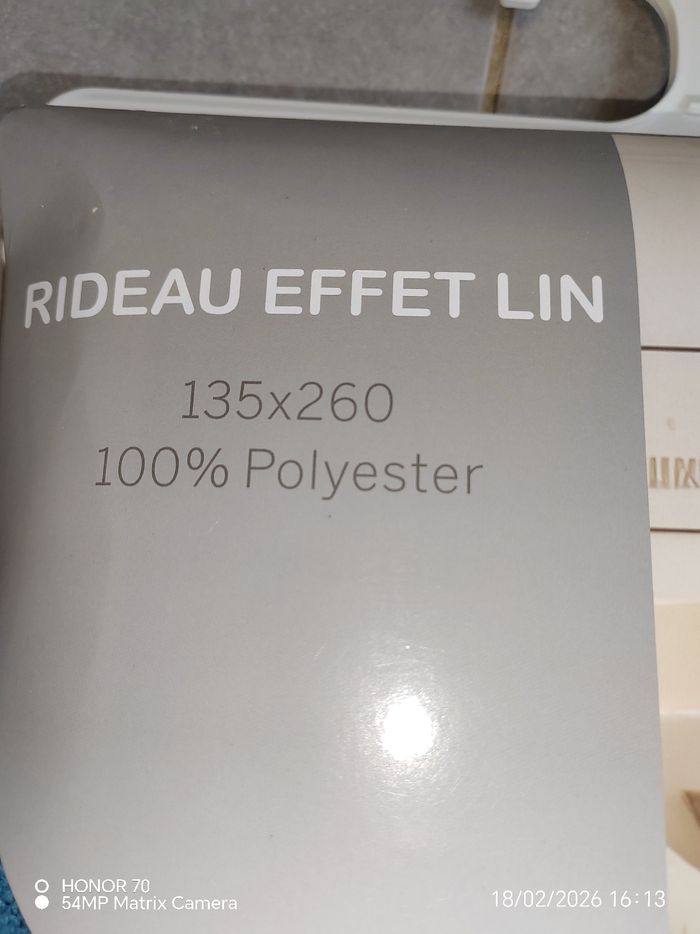 RIDEAU EFFET LIN
135x260
100% Polyester
HONOR 70
54MP Matrix Camera
18/02/2026 16:13